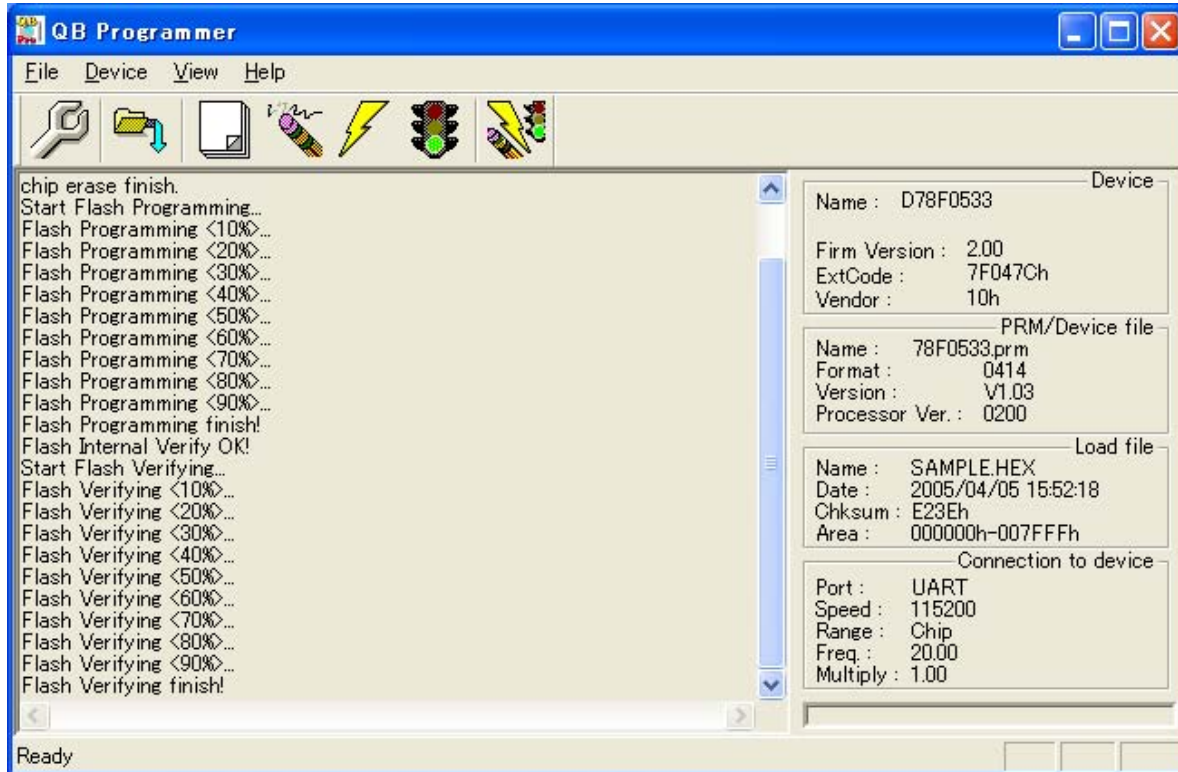 QB Programmer
File Device View Help
chip erase finish.
Start Flash Programming...
Flash Programming <10%>...
Flash Programming <20%>...
Flash Programming <30%>...
Flash Programming <40%>...
Flash Programming <50%>...
Flash Programming <60%>...
Flash Programming <70%>...
Flash Programming <80%>...
Flash Programming <90%>...
Flash Programming finish!
Flash Internal Verify OK!
Start Flash Verifying...
Flash Verifying <10%>...
Flash Verifying <20%>...
Flash Verifying <30%>...
Flash Verifying <40%>...
Flash Verifying <50%>...
Flash Verifying <60%>...
Flash Verifying <70%>...
Flash Verifying <80%>...
Flash Verifying <90%>...
Flash Verifying finish!
Device
Name : D78F0533
Firm Version : 2.00
ExtCode : 7F047Ch
Vendor : 10h
PRM/Device file
Name : 78F0533.prm
Format : 0414
Version : V1.03
Processor Ver. : 0200
Load file
Name : SAMPLE.HEX
Date : 2005/04/05 15:52:18
Chksum : E23Eh
Area : 000000h-007FFFh
Connection to device
Port : UART
Speed : 115200
Range : Chip
Freq. : 20.00
Multiply : 1.00
Ready